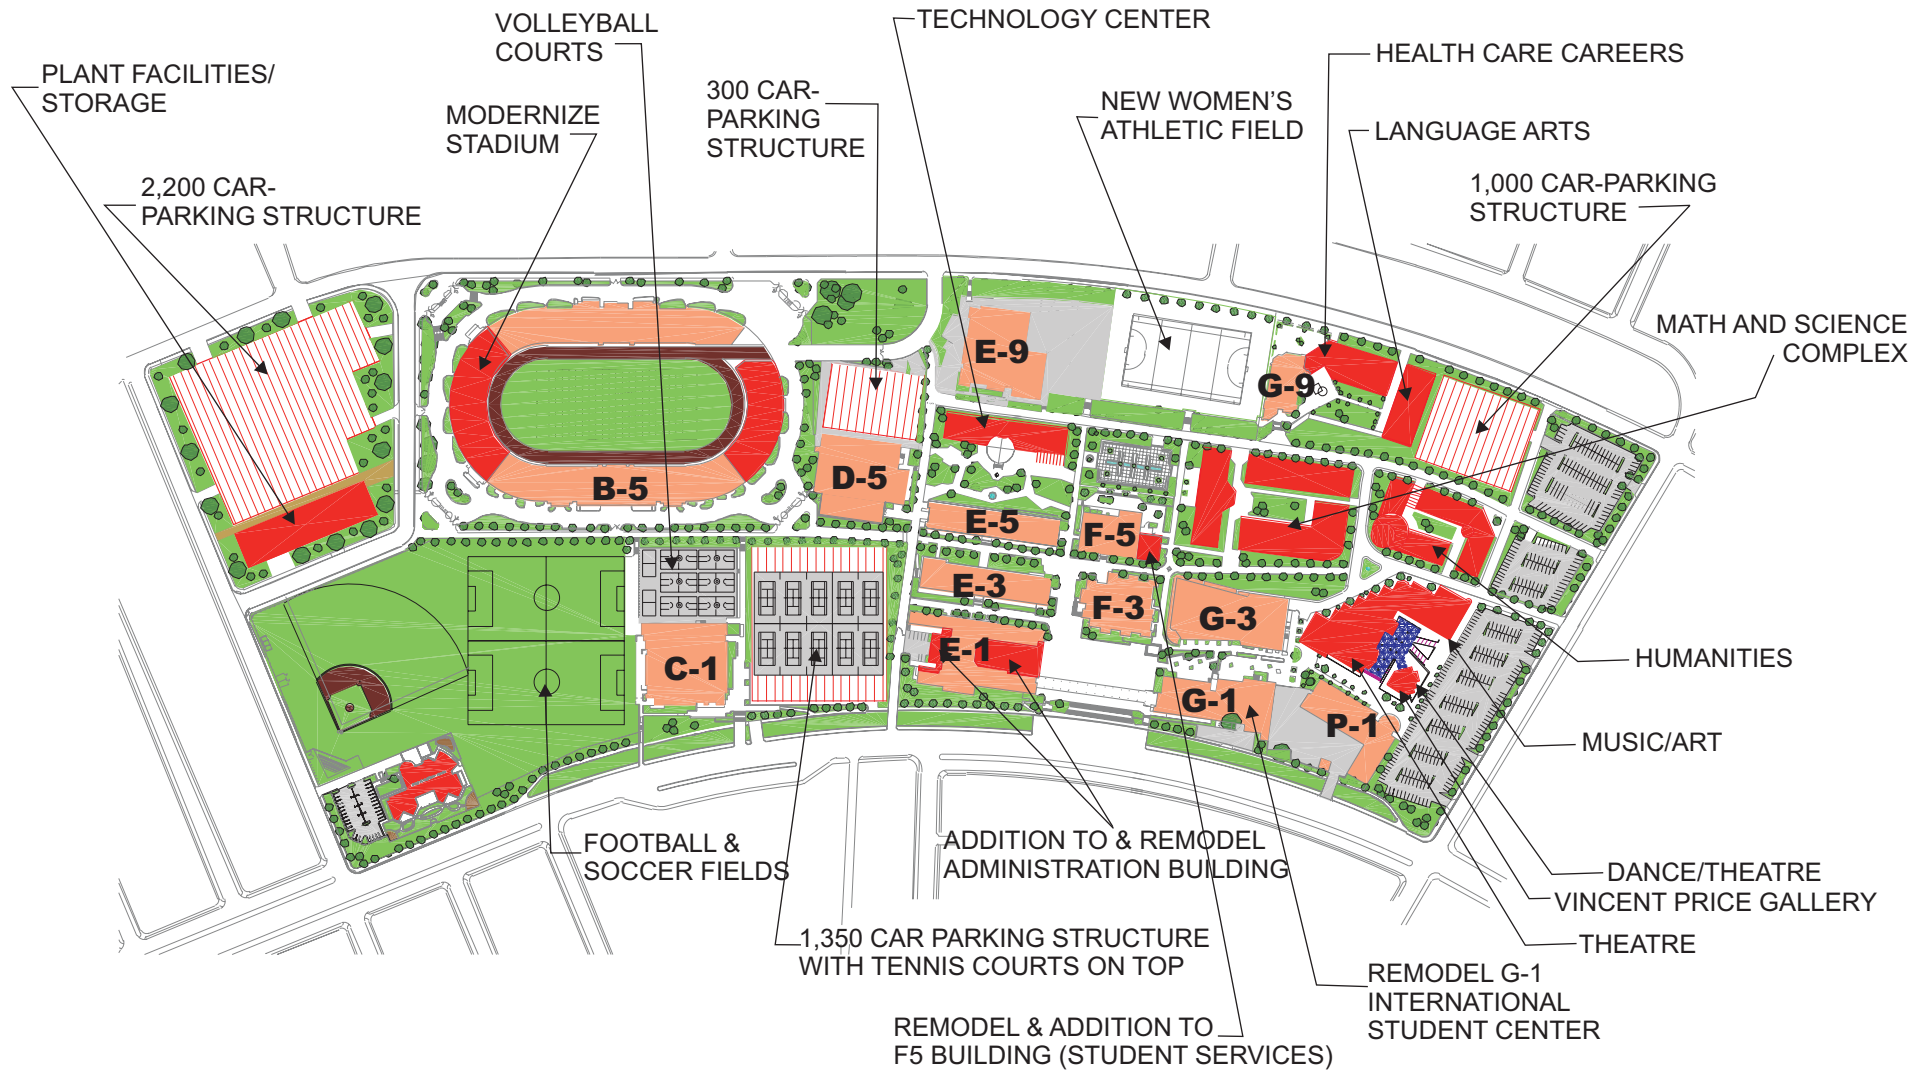 VOLLEYBALL
COURTS
TECHNOLOGY CENTER
HEALTH CARE CAREERS
PLANT FACILITIES/
STORAGE
300 CAR-
PARKING
STRUCTURE
MODERNIZE
STADIUM
NEW WOMEN'S
ATHLETIC FIELD
LANGUAGE ARTS
2,200 CAR-
PARKING STRUCTURE
1,000 CAR-PARKING
STRUCTURE
MATH AND SCIENCE
COMPLEX
E-9
G-9
B-5
D-5
E-5
F-5
E-3
F-3
G-3
E-1
C-1
G-1
P-1
HUMANITIES
MUSIC/ART
FOOTBALL &
SOCCER FIELDS
ADDITION TO & REMODEL
ADMINISTRATION BUILDING
DANCE/THEATRE
VINCENT PRICE GALLERY
THEATRE
1,350 CAR PARKING STRUCTURE
WITH TENNIS COURTS ON TOP
REMODEL G-1
INTERNATIONAL
STUDENT CENTER
REMODEL & ADDITION TO
F5 BUILDING (STUDENT SERVICES)